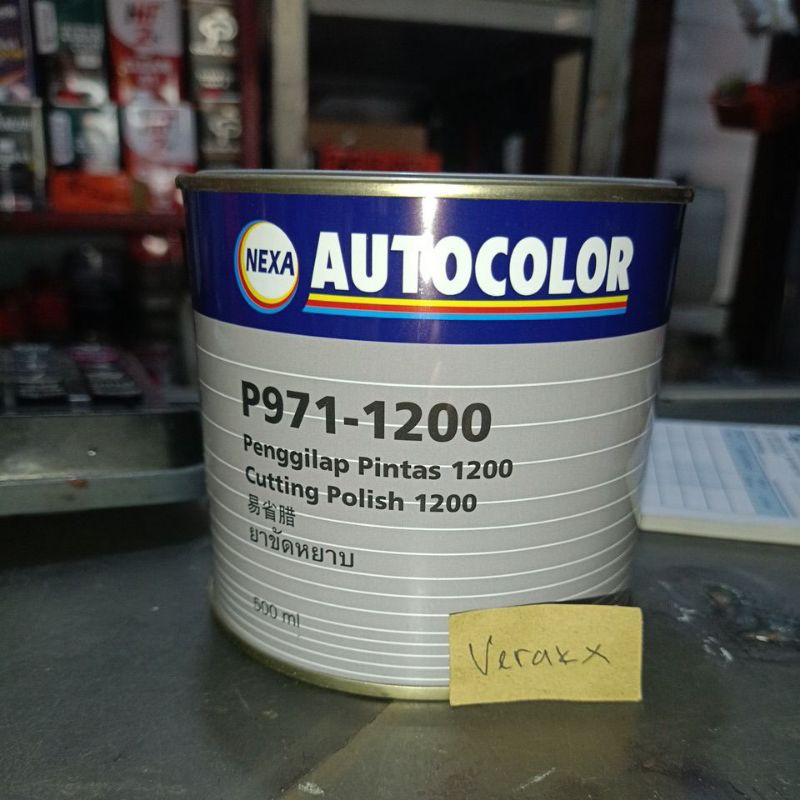 NEXA AUTOCOLOR
P971-1200
Penggilap Pintas 1200
Cutting Polish 1200
易省腊
ยาขัดหยาบ
500 ml
Veraxx